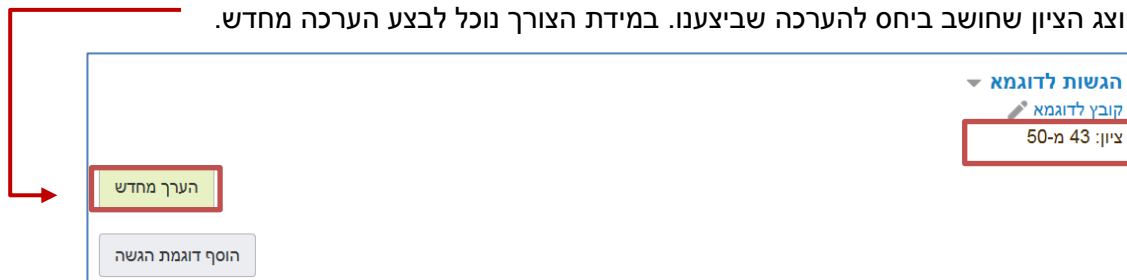 הציון שחושב ביחס להערכה שביצענו. במידת הצורך נוכל לבצע הערכה מחדש.
הגשות לדוגמא
קובץ לדוגמא
ציון: 43 מ-50
הערך מחדש
הוסף דוגמת הגשה